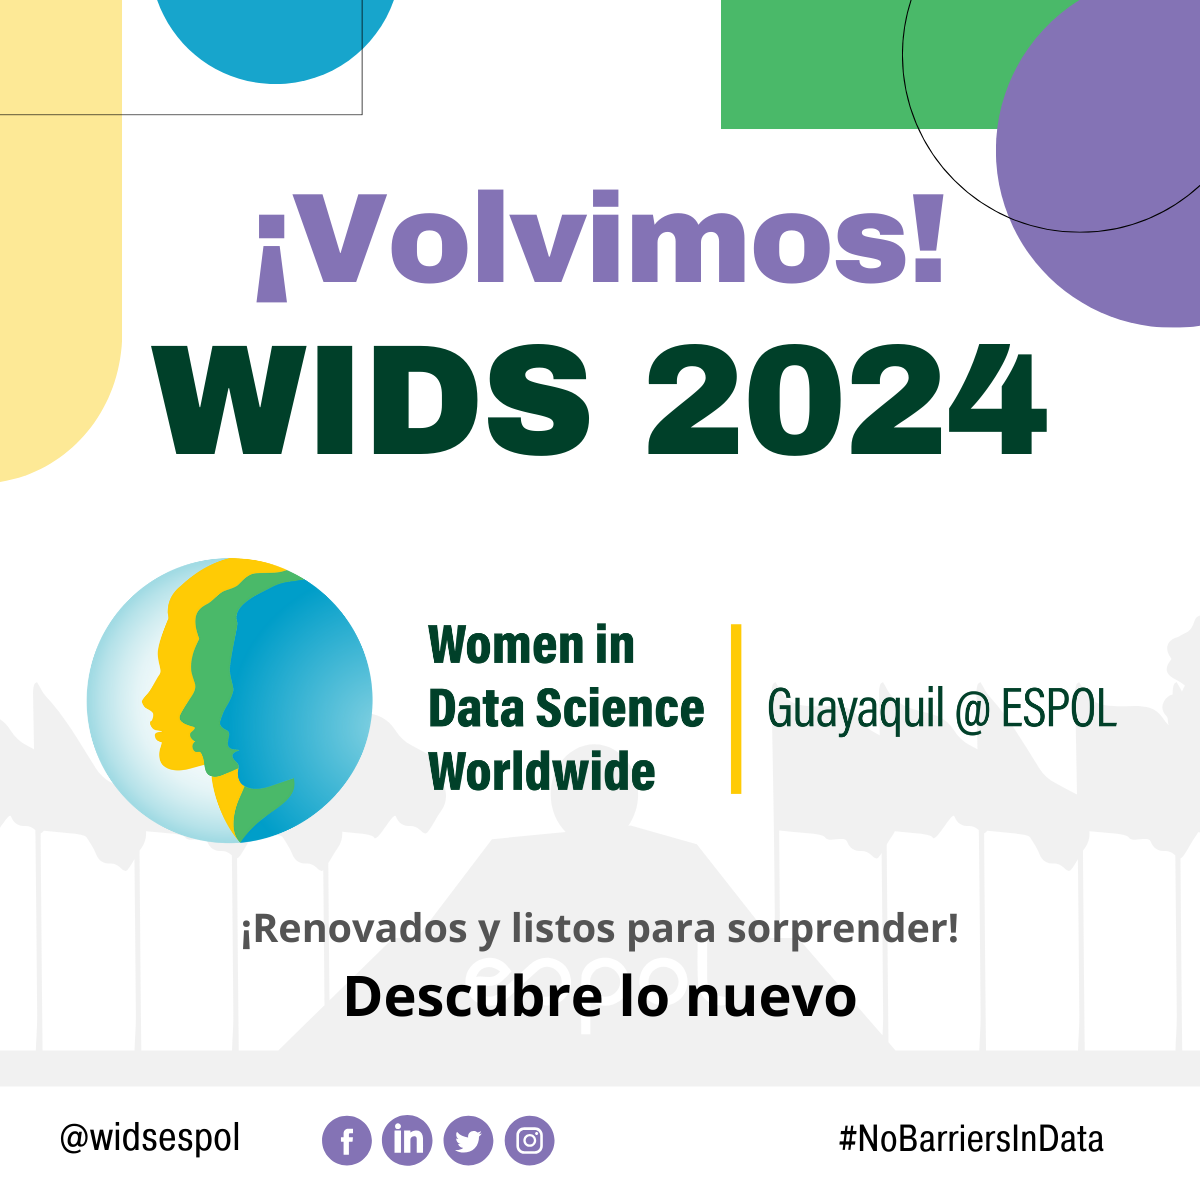 ¡Volvimos!
WIDS 2024
Women in
Data Science
Worldwide
Guayaquil @ ESPOL
¡Renovados y listos para sorprender!
espol
Descubre lo nuevo
@widsespol
#NoBarriersInData